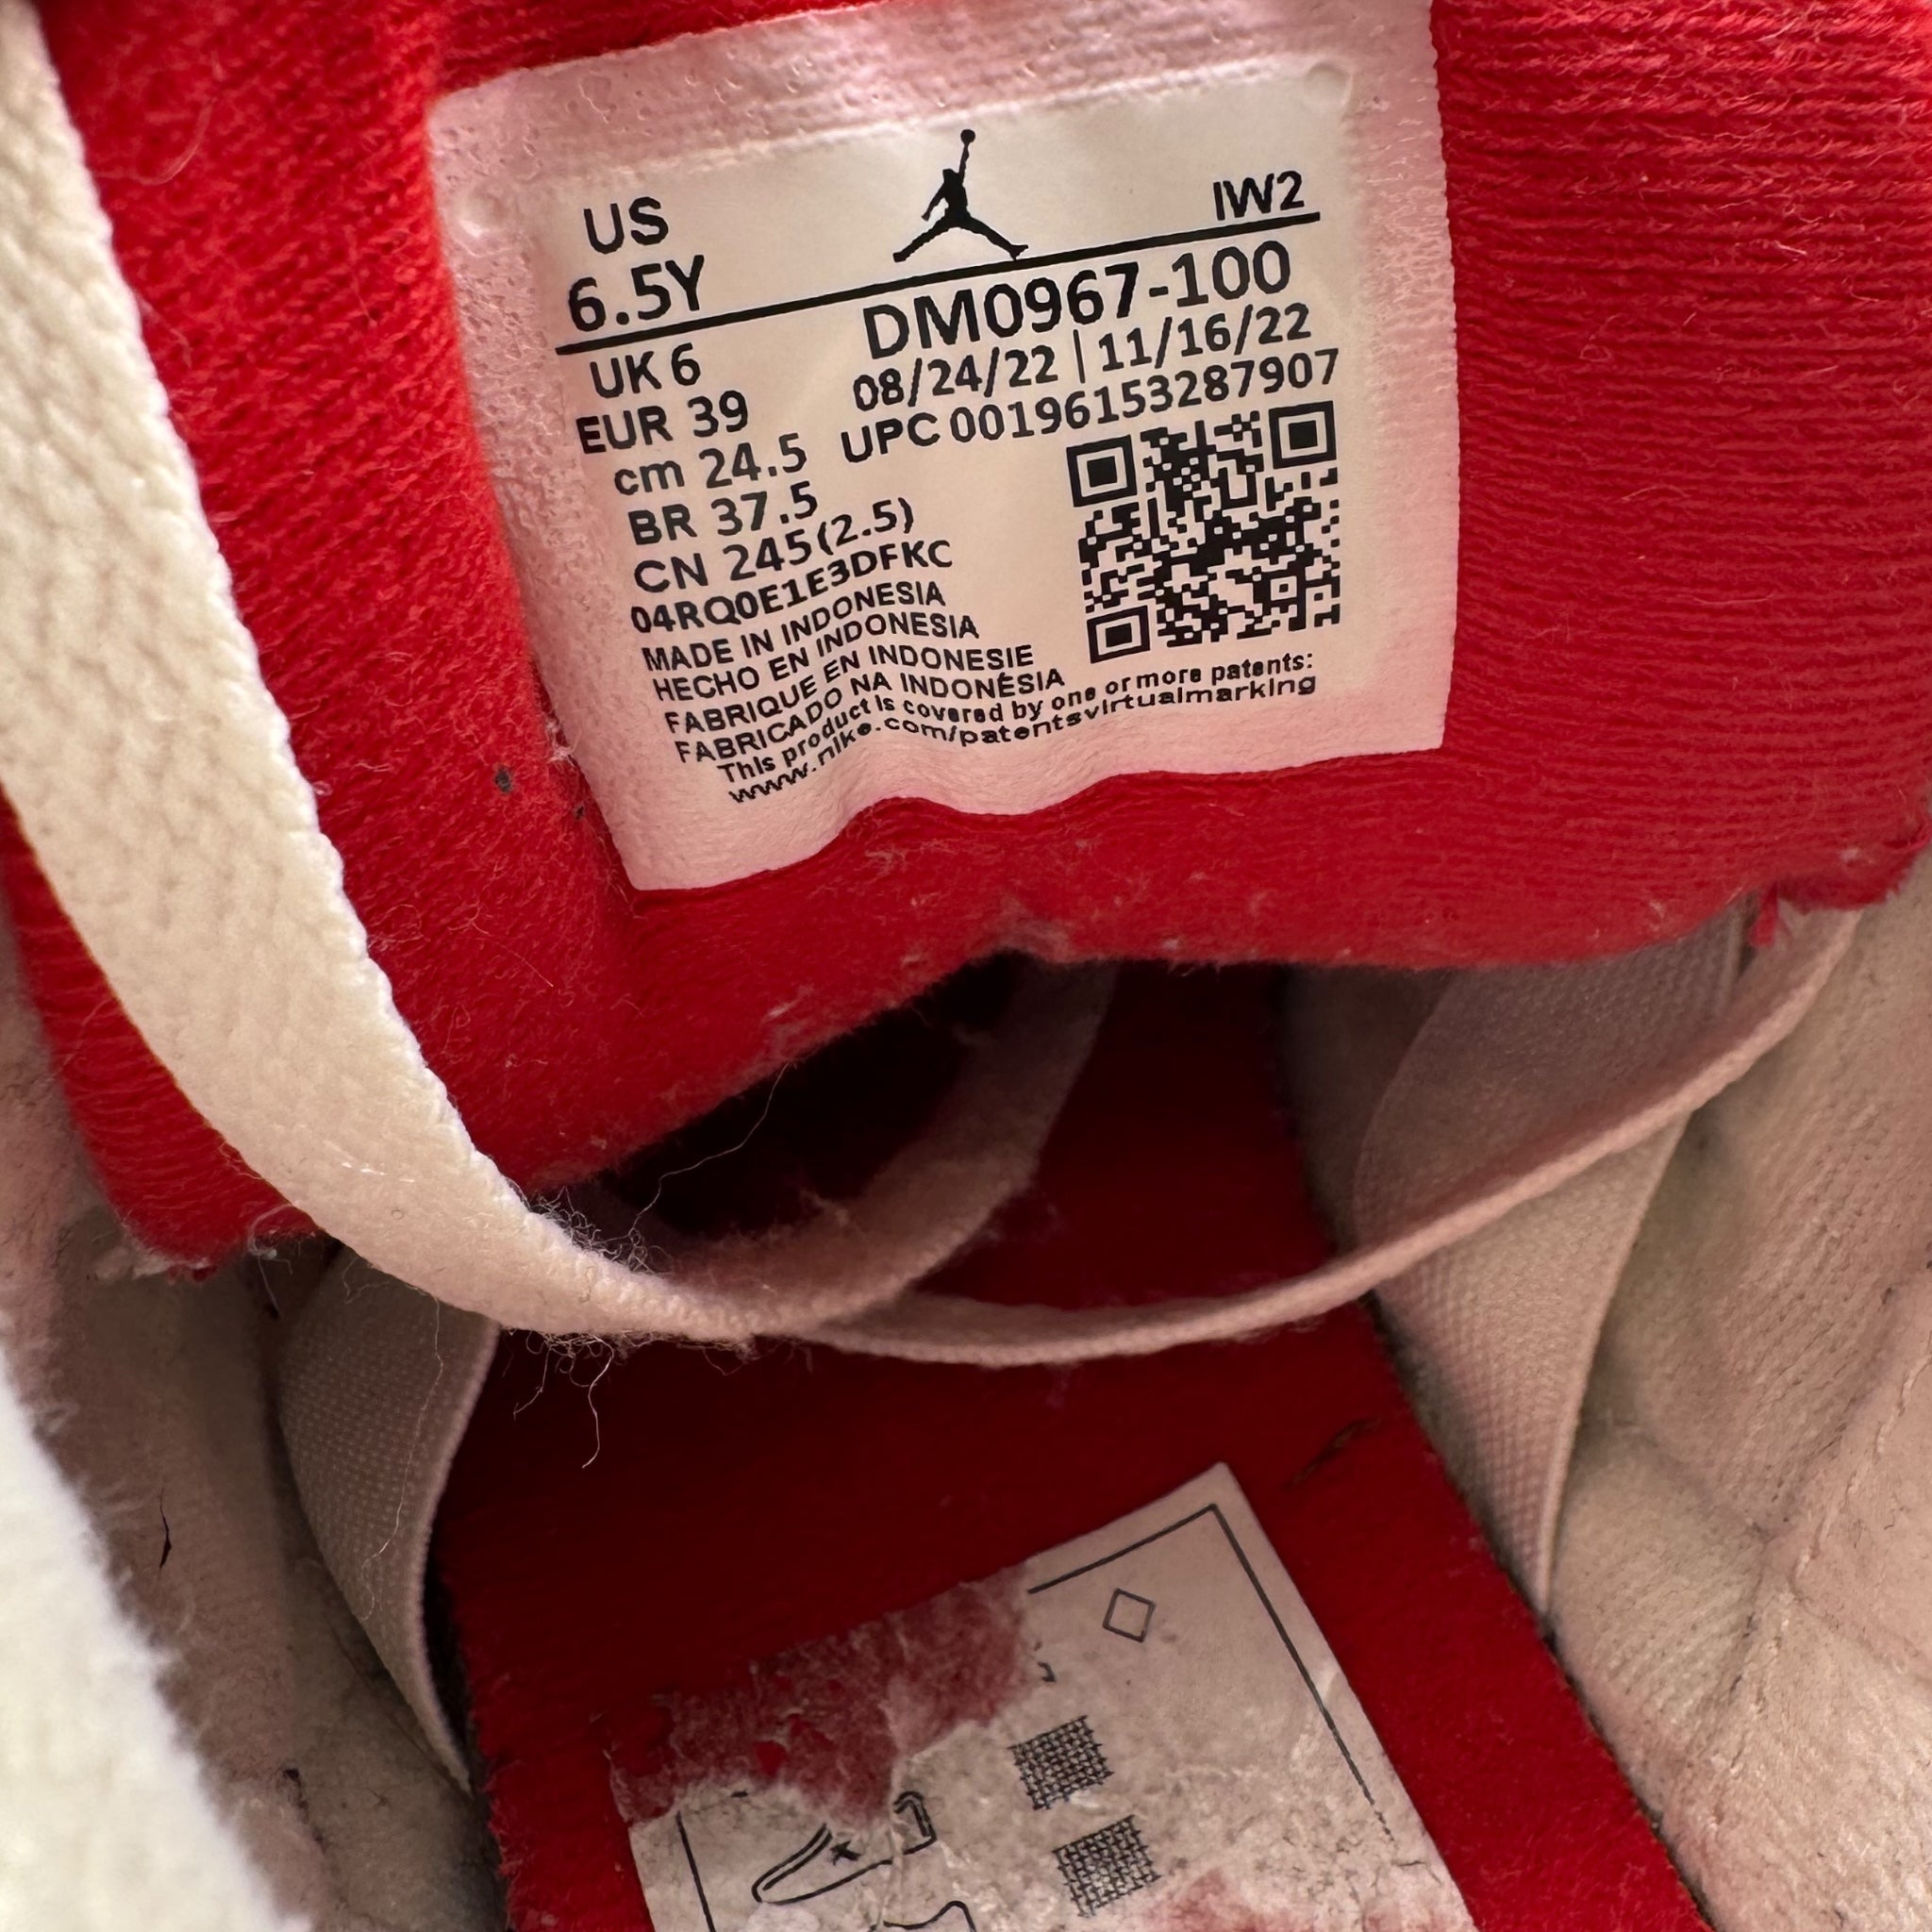 US
6.5Y
IW2
DM0967-100
08/24/22 | 11/16/22
UPC 00196153287907
UK 6
EUR 39
cm 24.5
BR 37.5
CN 245(2.5)
04RQ0E1E3DFKC
MADE IN INDONESIA
HECHO EN INDONESIA
FABRIQUE EN INDONESIE
FABRICADO NA INDONÉSIA
This product is covered by one or more patents:
www.nike.com/patentsvirtualmarking